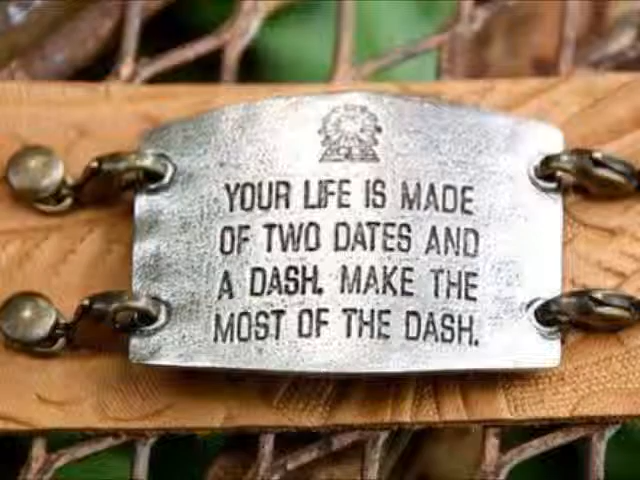 YOUR LIFE IS MADE
OF TWO DATES AND
A DASH. MAKE THE
MOST OF THE DASH.